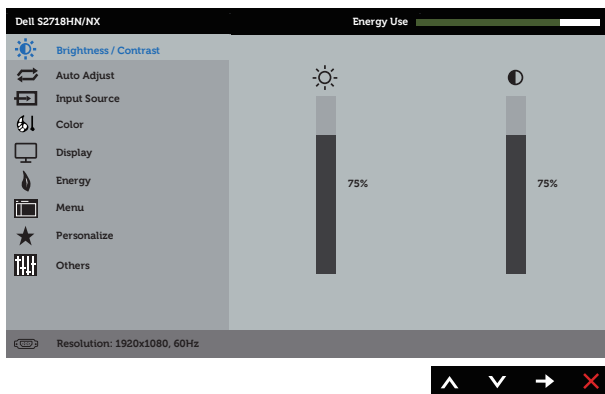 Dell S2718HN/NX
Energy Use
Brightness / Contrast
Auto Adjust
Input Source
Color
Display
Energy
Menu
Personalize
Others
75%
75%
Resolution: 1920x1080, 60Hz